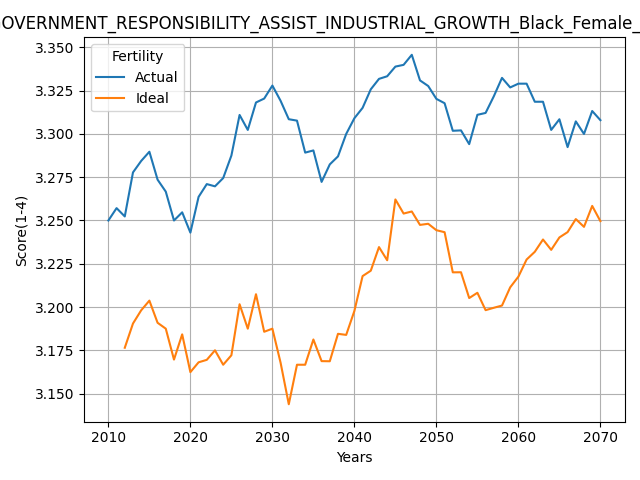 GOVERNMENT_RESPONSIBILITY_ASSIST_INDUSTRIAL_GROWTH_Black_Female_
Fertility
Actual
Ideal
3.350
3.325
3.300
3.275
3.250
3.225
3.200
3.175
3.150
Score(1-4)
2010 2020 2030 2040 2050 2060 2070
Years